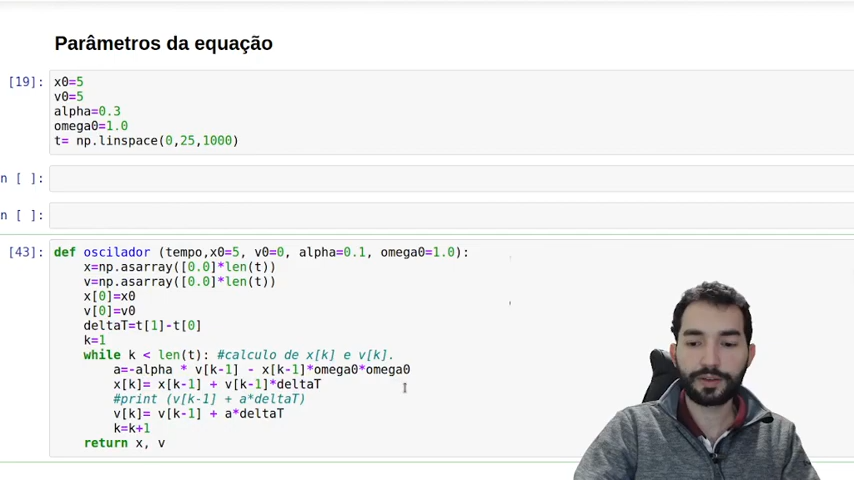 Parâmetros da equação
[19]:
x0=5
v0=5
alpha=0.3
omega0=1.0
t= np.linspace(0,25,1000)
n [ ]:
n [ ]:
[43]:
def oscilador (tempo,x0=5, v0=0, alpha=0.1, omega0=1.0):
x=np.asarray([0.0]*len(t))
v=np.asarray([0.0]*len(t))
x[0]=x0
v[0]=v0
deltaT=t[1]-t[0]
k=1
while k < len(t): #calculo de x[k] e v[k].
a=-alpha * v[k-1] - x[k-1]*omega0*omega0
x[k]= x[k-1] + v[k-1]*deltaT
#print (v[k-1] + a*deltaT)
v[k]= v[k-1] + a*deltaT
k=k+1
return x, v